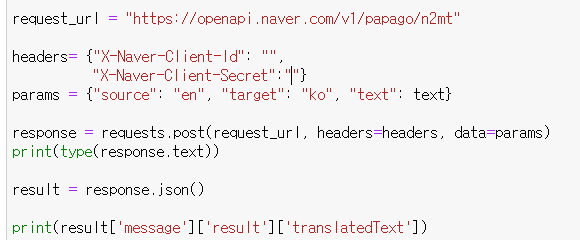 request_url = "https://openapi.naver.com/v1/papago/n2mt"
headers= {"X-Naver-Client-Id": "",
"X-Naver-Client-Secret":""}
params = {"source": "en", "target": "ko", "text": text}
response = requests.post(request_url, headers=headers, data=params)
print(type(response.text))
result = response.json()
print(result['message']['result']['translatedText'])